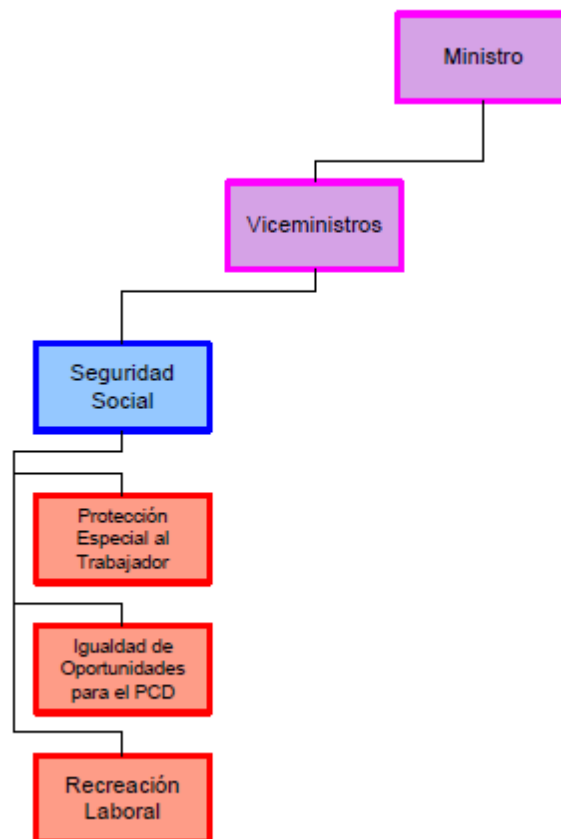 Ministro
Viceministros
Seguridad
Social
Protección
Especial al
Trabajador
Igualdad de
Oportunidades
para el PCD
Recreación
Laboral